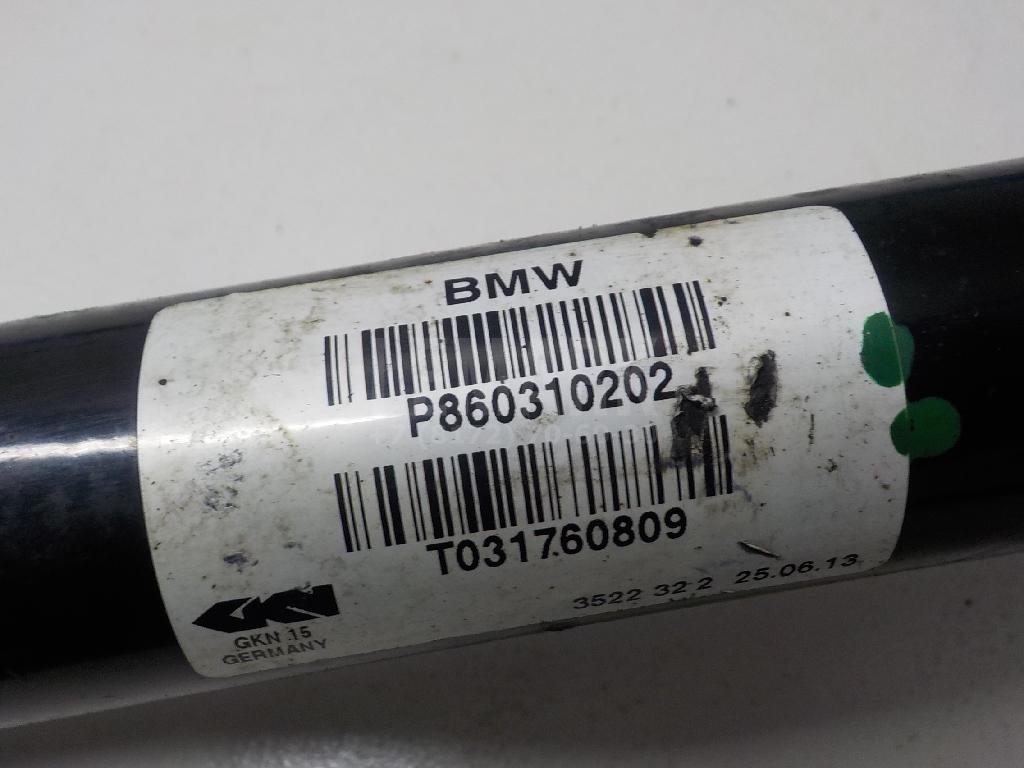 BMW
P860310202
T031760809
3522 32 2 25.06.13
GKN
GKN 15
GERMANY